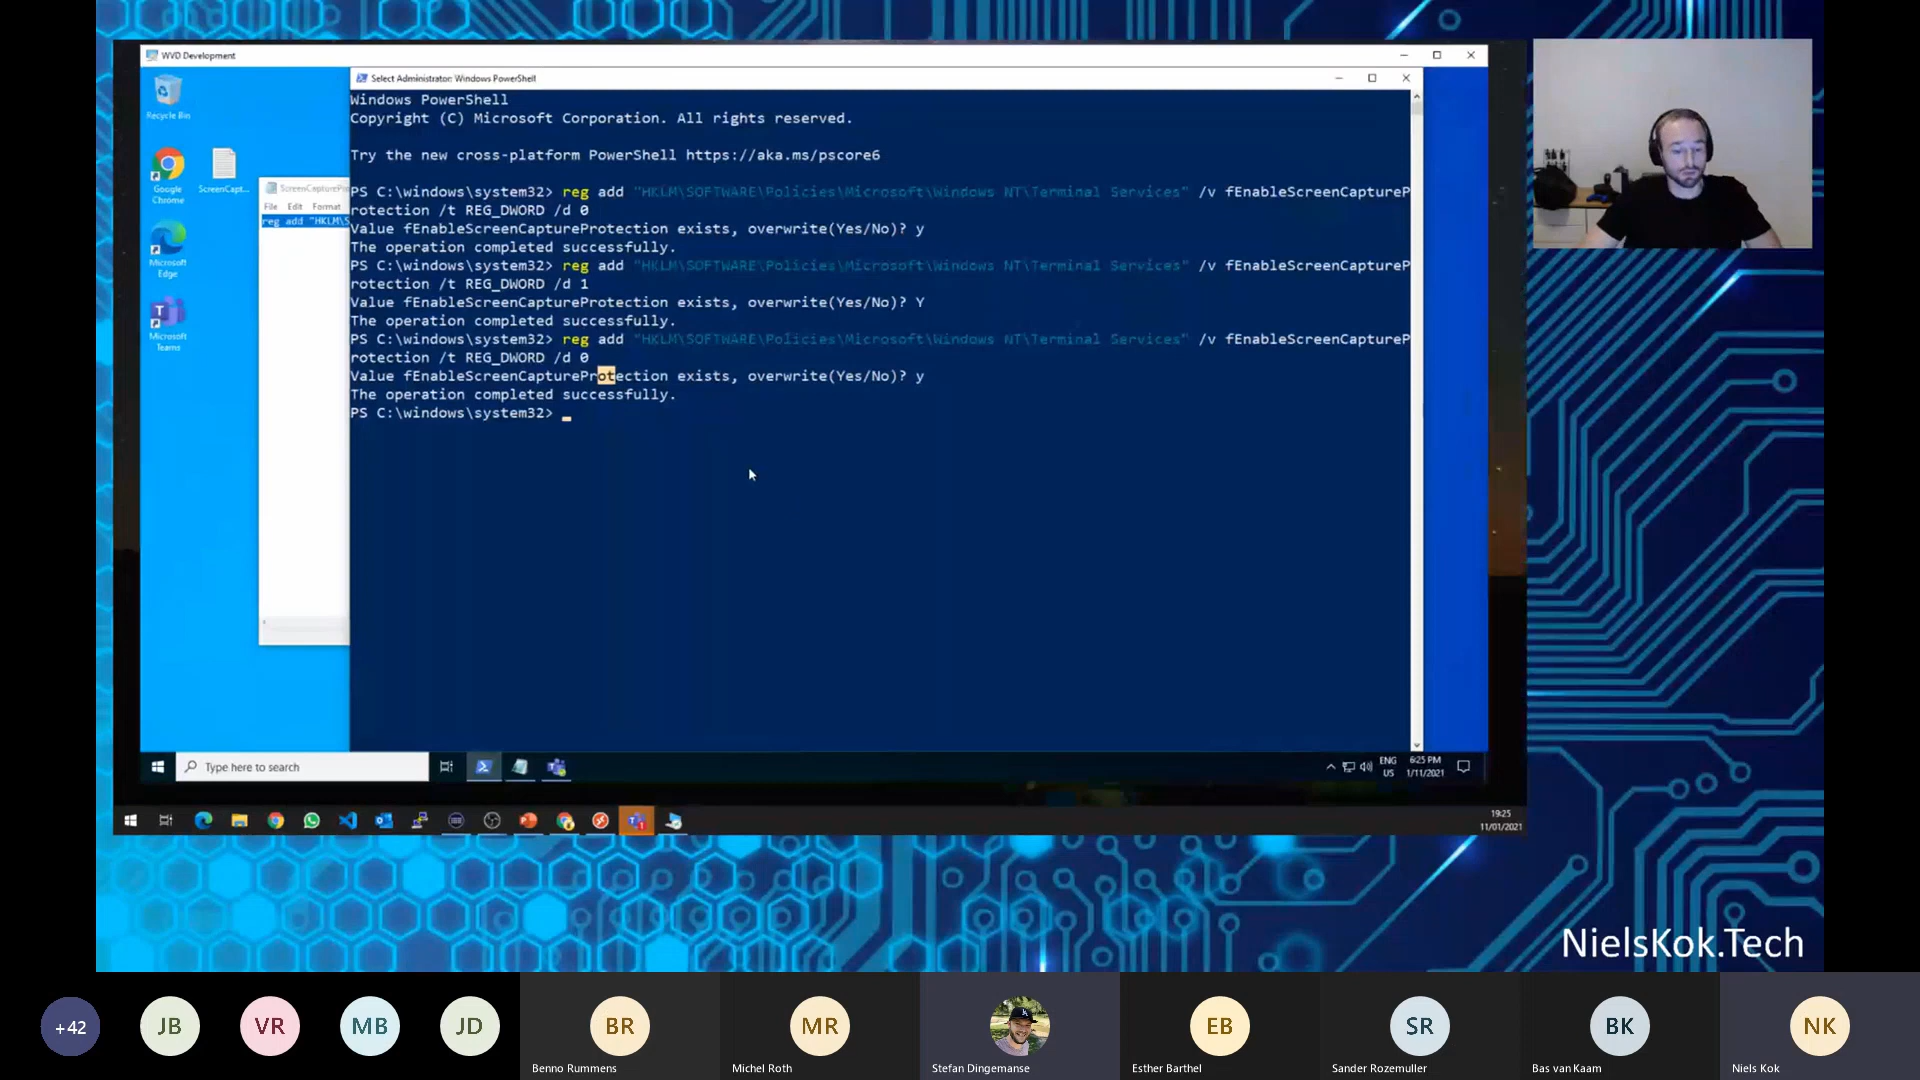 WVD Development
Recycle Bin
Google Chrome
ScreenCapt...
Microsoft Edge
Microsoft Teams
File Edit Format
reg add "HKLM\S
Select Administrator: Windows PowerShell
Windows PowerShell
Copyright (C) Microsoft Corporation. All rights reserved.
Try the new cross-platform PowerShell https://aka.ms/pscore6
PS C:\windows\system32> reg add "HKLM\SOFTWARE\Policies\Microsoft\Windows NT\Terminal Services" /v fEnableScreenCaptureP
rotection /t REG_DWORD /d 0
Value fEnableScreenCaptureProtection exists, overwrite(Yes/No)? y
The operation completed successfully.
PS C:\windows\system32> reg add "HKLM\SOFTWARE\Policies\Microsoft\Windows NT\Terminal Services" /v fEnableScreenCaptureP
rotection /t REG_DWORD /d 1
Value fEnableScreenCaptureProtection exists, overwrite(Yes/No)? Y
The operation completed successfully.
PS C:\windows\system32> reg add "HKLM\SOFTWARE\Policies\Microsoft\Windows NT\Terminal Services" /v fEnableScreenCaptureP
rotection /t REG_DWORD /d 0
Value fEnableScreenCaptureProtection exists, overwrite(Yes/No)? y
The operation completed successfully.
PS C:\windows\system32>
Type here to search
ENG
US
6:25 PM
1/11/2021
19:25
11/01/2021
NielsKok.Tech
+42
JB
VR
MB
JD
BR
Benno Rummens
MR
Michel Roth
Stefan Dingemanse
EB
Esther Barthel
SR
Sander Rozemuller
BK
Bas van Kaam
NK
Niels Kok